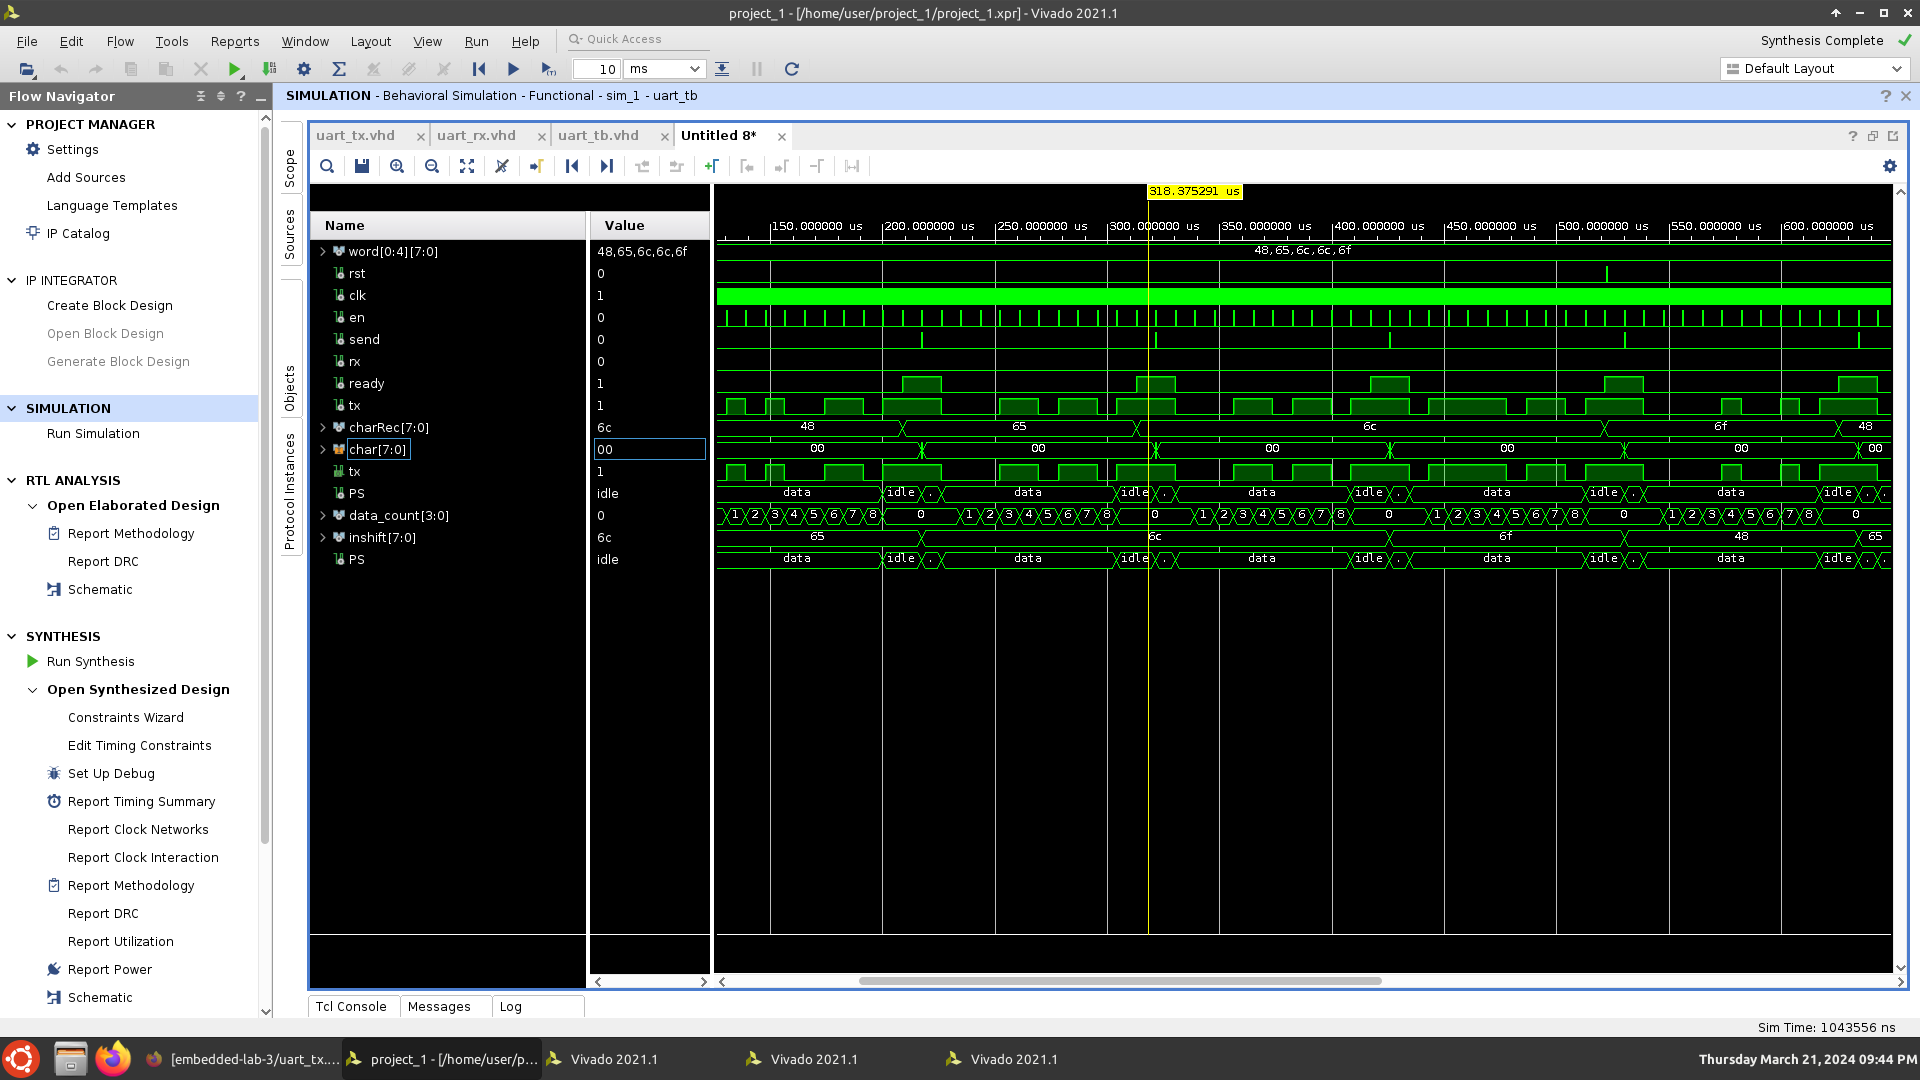 project_1 - [/home/user/project_1/project_1.xpr] - Vivado 2021.1
File Edit Flow Tools Reports Window Layout View Run Help Quick Access Synthesis Complete
10 ms Default Layout
Flow Navigator
SIMULATION - Behavioral Simulation - Functional - sim_1 - uart_tb
PROJECT MANAGER
Settings
Add Sources
Language Templates
IP Catalog
IP INTEGRATOR
Create Block Design
Open Block Design
Generate Block Design
SIMULATION
Run Simulation
RTL ANALYSIS
Open Elaborated Design
Report Methodology
Report DRC
Schematic
SYNTHESIS
Run Synthesis
Open Synthesized Design
Constraints Wizard
Edit Timing Constraints
Set Up Debug
Report Timing Summary
Report Clock Networks
Report Clock Interaction
Report Methodology
Report DRC
Report Utilization
Report Power
Schematic
Scope
Sources
Objects
Protocol Instances
uart_tx.vhd uart_rx.vhd uart_tb.vhd Untitled 8*
318.375291 us
Name Value
150.000000 us 200.000000 us 250.000000 us 300.000000 us 350.000000 us 400.000000 us 450.000000 us 500.000000 us 550.000000 us 600.000000 us
word[0:4][7:0] 48,65,6c,6c,6f 48,65,6c,6c,6f
rst 0
clk 1
en 0
send 0
rx 0
ready 1
tx 1
charRec[7:0] 6c 48 65 6c 6f 48
char[7:0] 00 00 00 00 00 00 00
tx 1
PS idle data idle . data idle . data idle . data idle . data idle . .
data_count[3:0] 0 1 2 3 4 5 6 7 8 0 1 2 3 4 5 6 7 8 0 1 2 3 4 5 6 7 8 0 1 2 3 4 5 6 7 8 0 1 2 3 4 5 6 7 8 0
inshift[7:0] 6c 65 6c 6f 48 65
PS idle data idle . data idle . data idle . data idle . data idle . .
Tcl Console Messages Log
Sim Time: 1043556 ns
[embedded-lab-3/uart_tx.... project_1 - [/home/user/p... Vivado 2021.1 Vivado 2021.1 Vivado 2021.1 Thursday March 21, 2024 09:44 PM